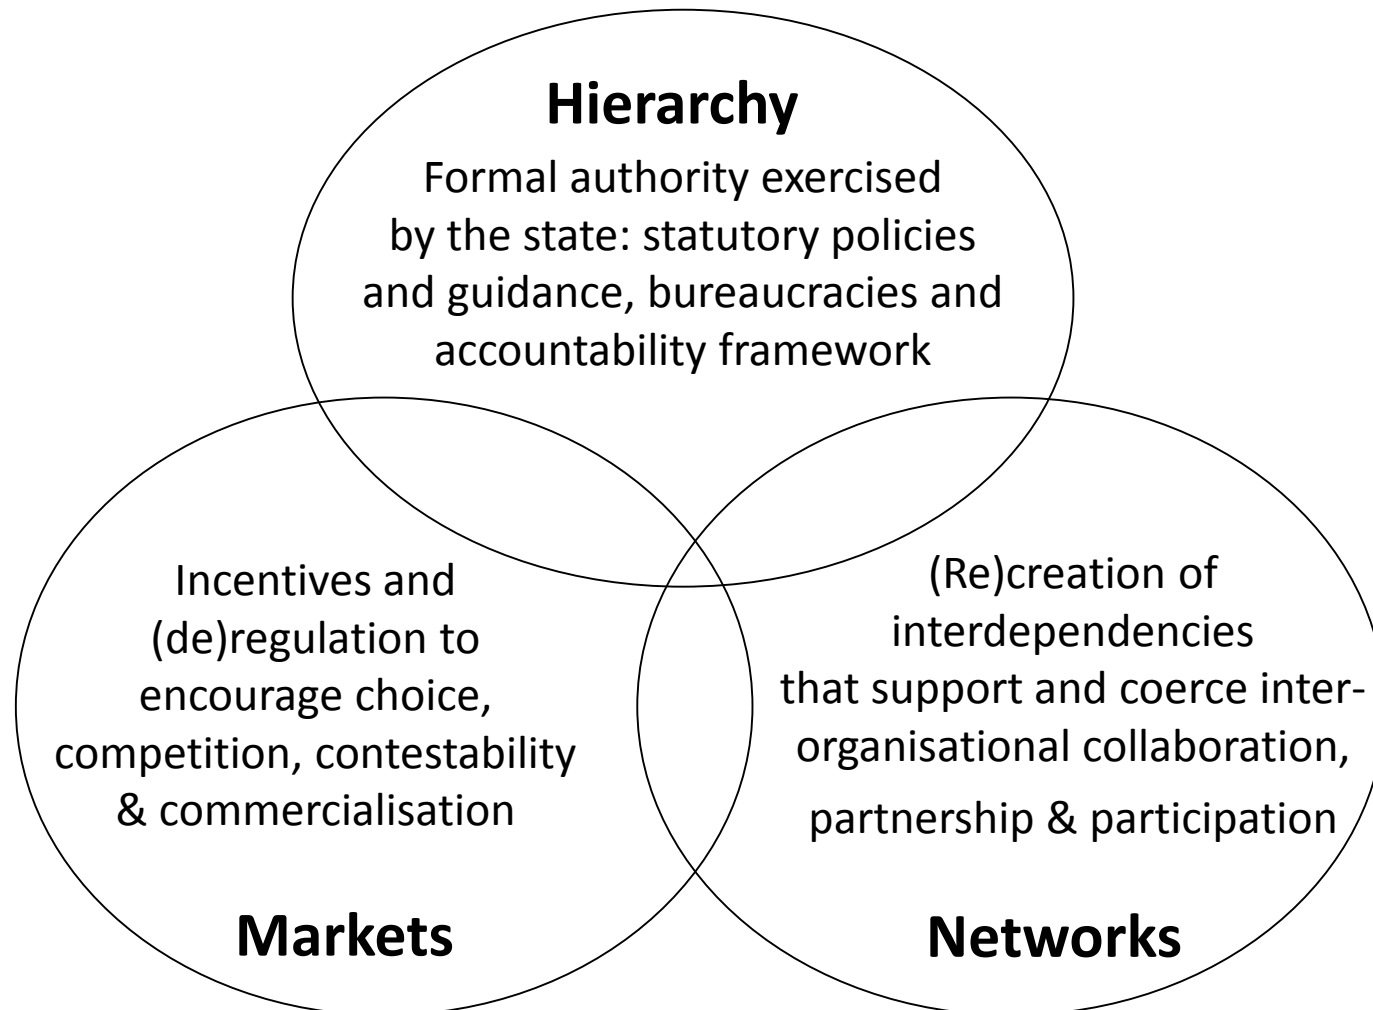 Hierarchy
Formal authority exercised
by the state: statutory policies
and guidance, bureaucracies and
accountability framework
Incentives and
(de)regulation to
encourage choice,
competition, contestability
& commercialisation
Markets
(Re)creation of
interdependencies
that support and coerce inter-
organisational collaboration,
partnership & participation
Networks